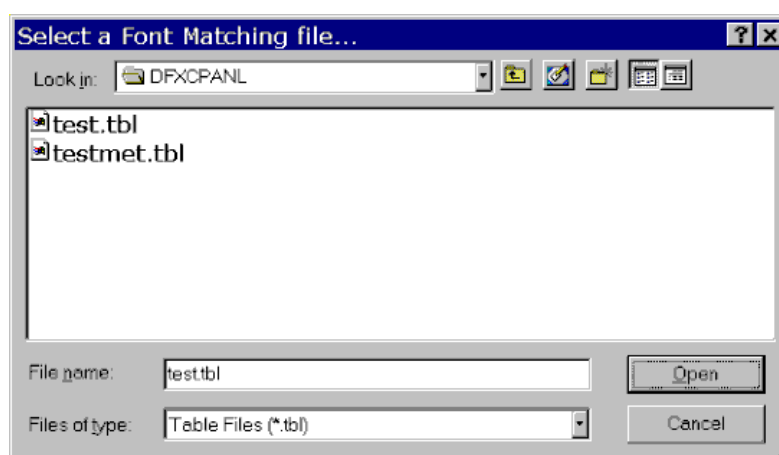 Select a Font Matching file...
Look in: DFXCPANL
test.tbl
testmet.tbl
File name: test.tbl Open
Files of type: Table Files (*.tbl) Cancel